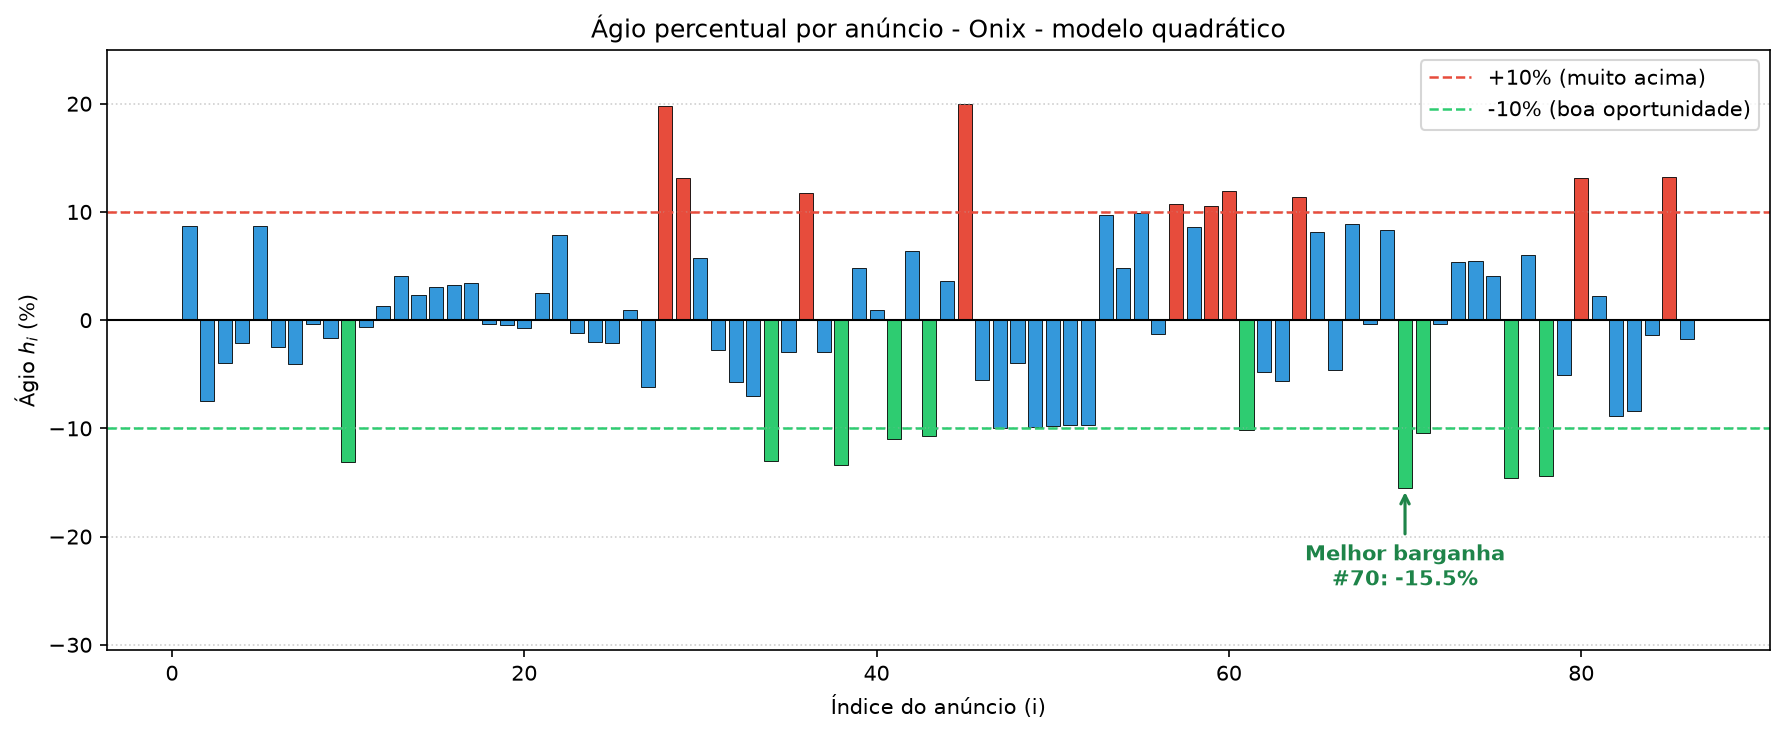 Ágio percentual por anúncio - Onix - modelo quadrático
+10% (muito acima)
-10% (boa oportunidade)
Ágio hᵢ (%)
20
10
0
−10
−20
−30
Melhor barganha
#70: -15.5%
0 20 40 60 80
Índice do anúncio (i)